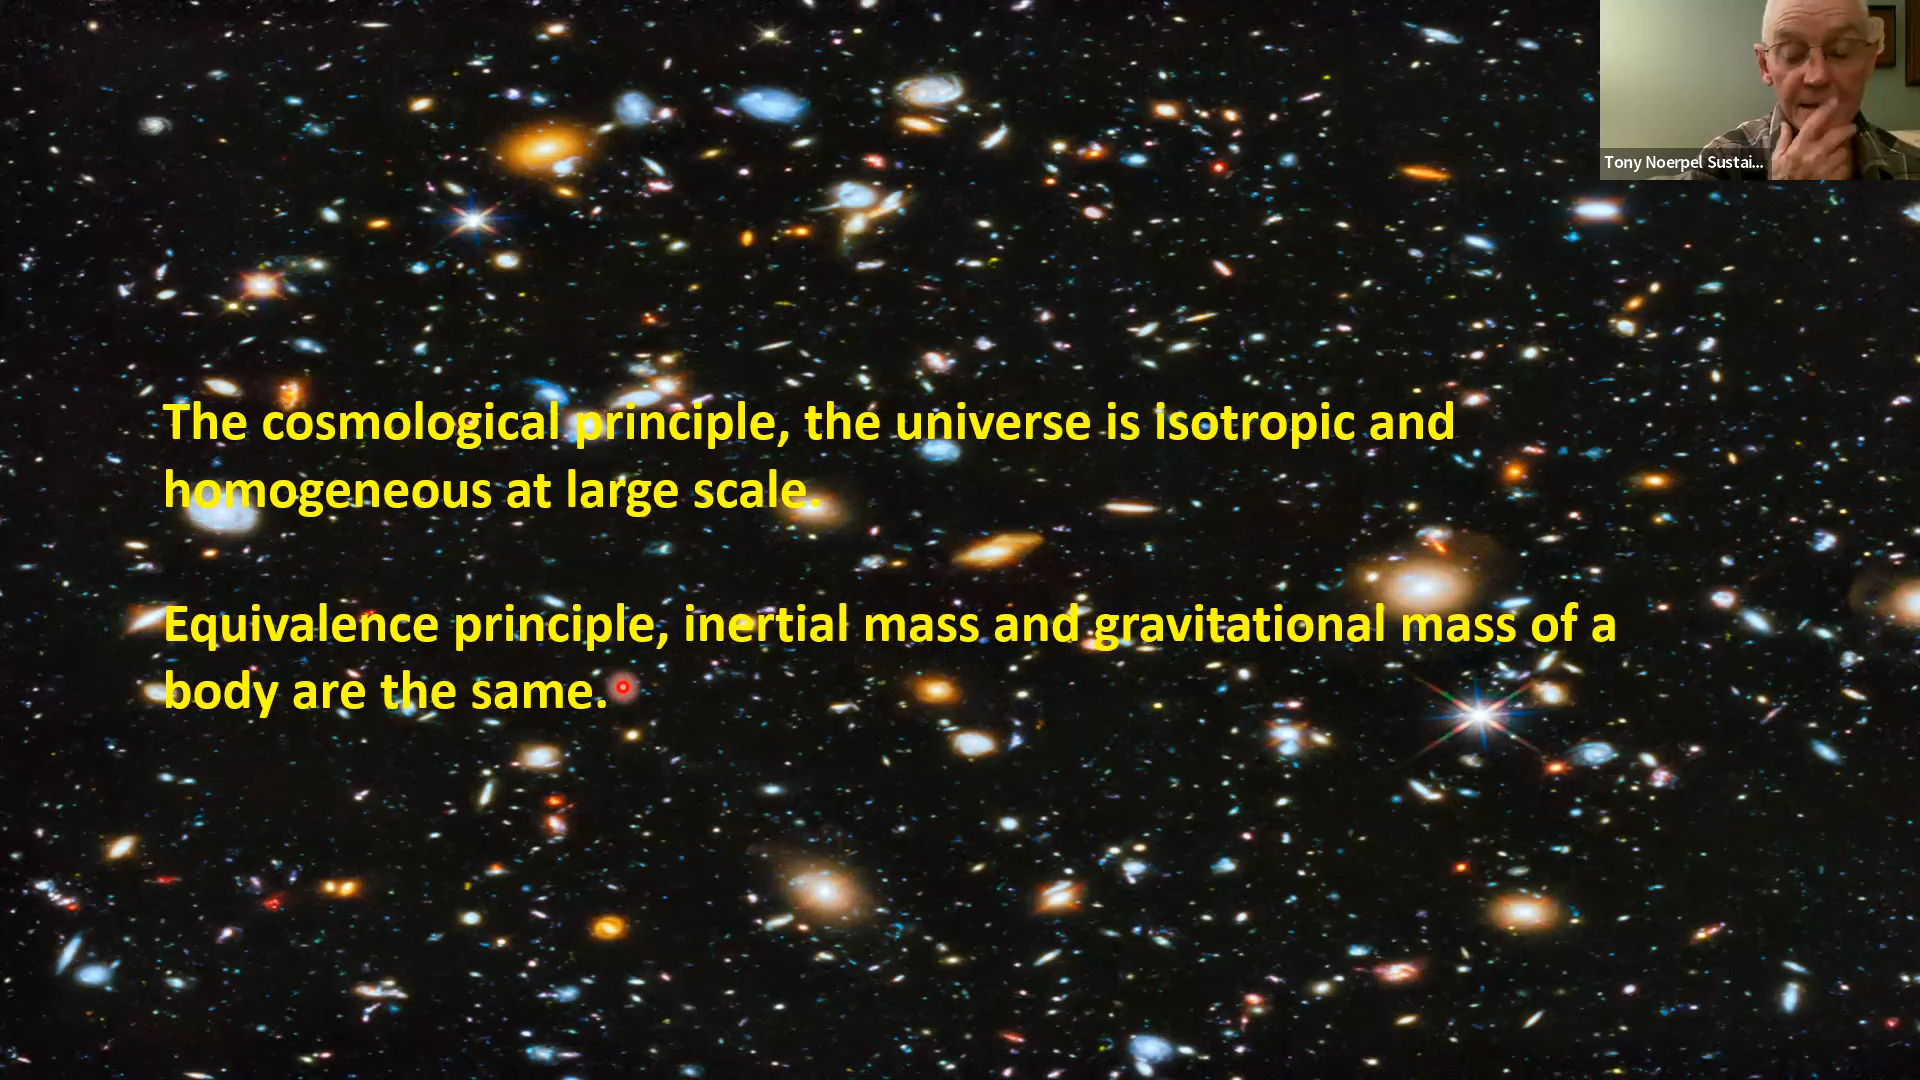 Tony Noerpel Sustai...
The cosmological principle, the universe is isotropic and
homogeneous at large scale.
Equivalence principle, inertial mass and gravitational mass of a
body are the same.